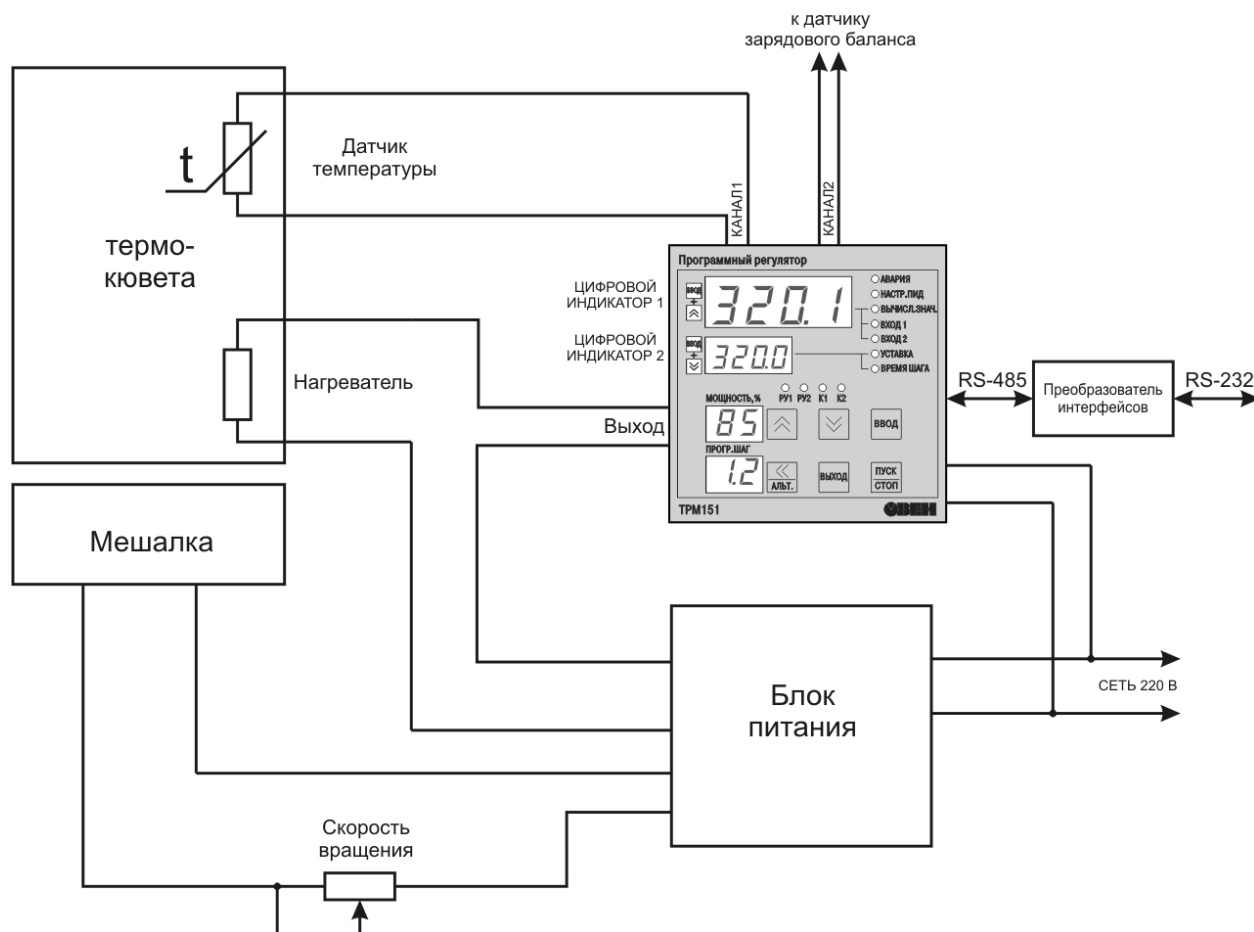 к датчику
зарядового баланса
Датчик
температуры
t
термо-
кювета
КАНАЛ1
КАНАЛ2
Программный регулятор
ЦИФРОВОЙ
ИНДИКАТОР 1
ВВОД
+
320.1
АВАРИЯ
НАСТР.ПИД
ВЫЧИСЛ.ЗНАЧ.
ВХОД 1
ВХОД 2
ЦИФРОВОЙ
ИНДИКАТОР 2
ВВОД
+
320.0
УСТАВКА
ВРЕМЯ ШАГА
RS-485
Преобразователь
интерфейсов
RS-232
Нагреватель
МОЩНОСТЬ,%
РУ1 РУ2 К1 К2
Выход
85
ВВОД
ПРОГР.ШАГ
1.2
АЛЬТ.
ВЫХОД
ПУСК
СТОП
ТРМ151
ОВЕН
Мешалка
Блок
питания
СЕТЬ 220 В
Скорость
вращения